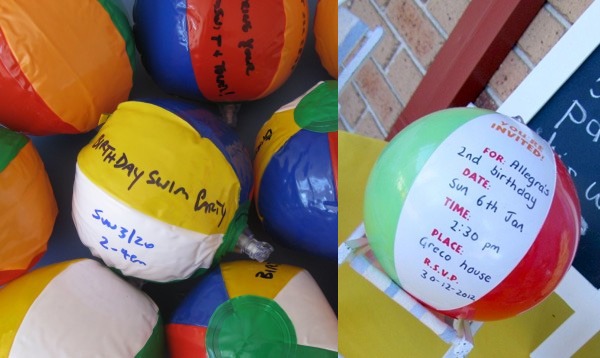 BIRTHDAY SWIM PARTY
Sun 3/20
2-4pm
your
YOU'RE
INVITED!
FOR: Allegra's
2nd birthday
DATE:
Sun 6th Jan
TIME:
2:30 pm
PLACE:
Greco house
R.S.V.P.
30-12-2012